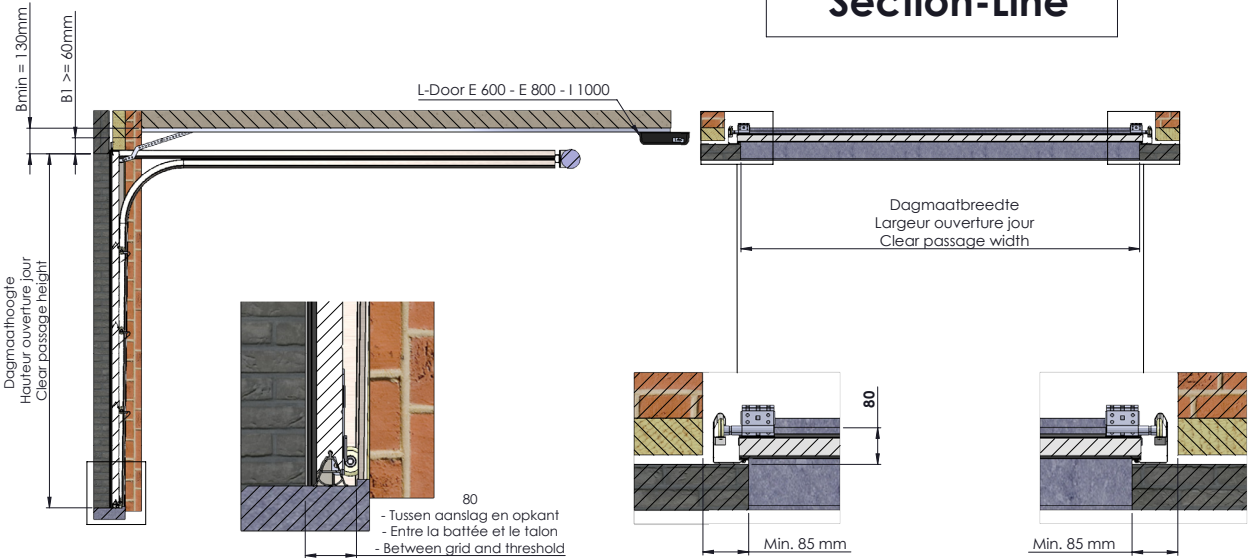 Section-Line
Bmin = 130mm
B1 >= 60mm
L-Door E 600 - E 800 - I 1000
Dagmaatbreedte
Largeur ouverture jour
Clear passage width
Dagmaathoogte
Hauteur ouverture jour
Clear passage height
80
- Tussen aanslag en opkant
- Entre la battée et le talon
- Between grid and threshold
80
Min. 85 mm
Min. 85 mm